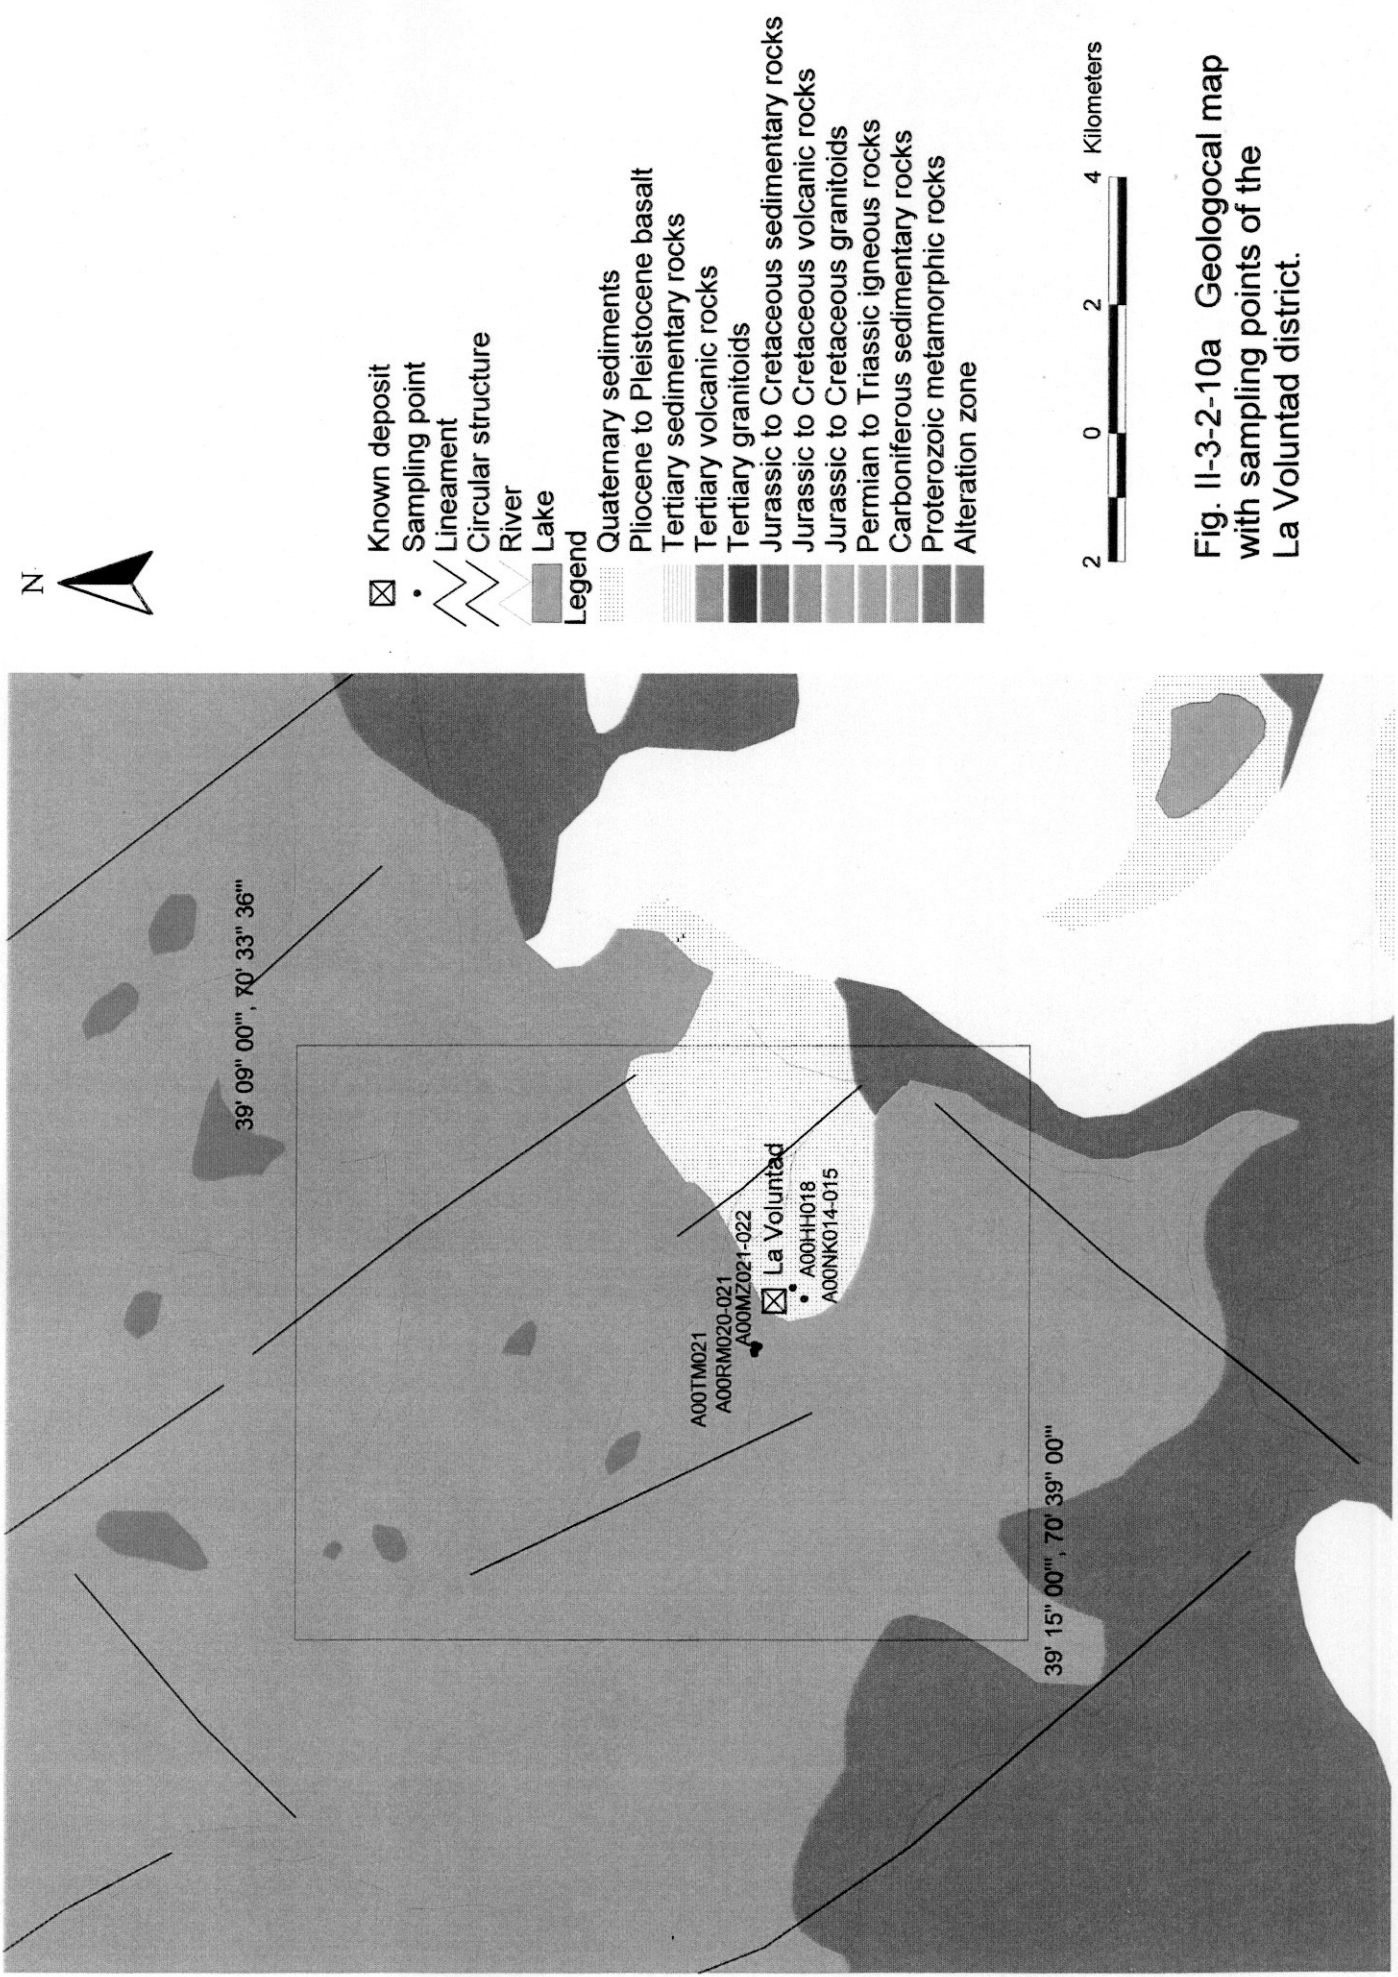 N
Known deposit
Sampling point
Lineament
Circular structure
River
Lake
Legend
Quaternary sediments
Pliocene to Pleistocene basalt
Tertiary sedimentary rocks
Tertiary volcanic rocks
Tertiary granitoids
Jurassic to Cretaceous sedimentary rocks
Jurassic to Cretaceous volcanic rocks
Jurassic to Cretaceous granitoids
Permian to Triassic igneous rocks
Carboniferous sedimentary rocks
Proterozoic metamorphic rocks
Alteration zone
2 0 2 4 Kilometers
Fig. II-3-2-10a Geologocal map
with sampling points of the
La Voluntad district.
39' 09" 00"', 70' 33" 36"'
A00TM021
A00RM020-021
A00MZ021-022
La Voluntad
A00HH018
A00NK014-015
39' 15" 00"', 70' 39" 00"'